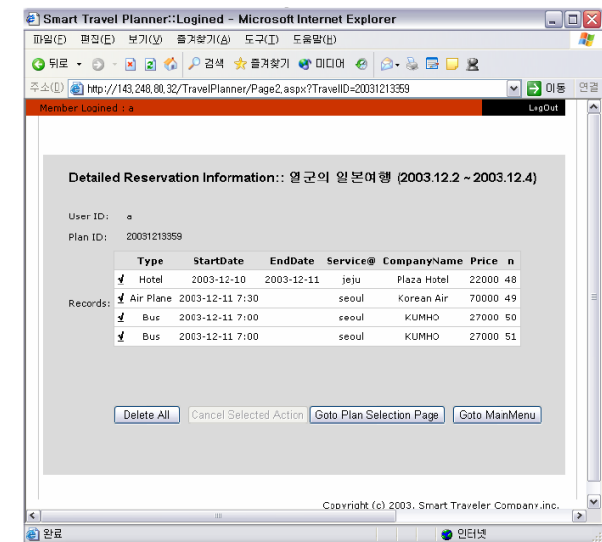 Smart Travel Planner::Logined - Microsoft Internet Explorer
파일(F) 편집(E) 보기(V) 즐겨찾기(A) 도구(T) 도움말(H)
뒤로 검색 즐겨찾기 미디어
주소(D) http://143,248,80,32/TravelPlanner/Page2,aspx?TravelID=20031213359 이동 연결
Member Logined : a LogOut
Detailed Reservation Information:: 열군의 일본여행 (2003.12.2 ~ 2003.12.4)
User ID: a
Plan ID: 20031213359
Type StartDate EndDate Service@ CompanyName Price n
Hotel 2003-12-10 2003-12-11 jeju Plaza Hotel 22000 48
Records: Air Plane 2003-12-11 7:30 seoul Korean Air 70000 49
Bus 2003-12-11 7:00 seoul KUMHO 27000 50
Bus 2003-12-11 7:00 seoul KUMHO 27000 51
Delete All Cancel Selected Action Goto Plan Selection Page Goto MainMenu
Copyright (c) 2003. Smart Traveler Company.inc.
완료 인터넷